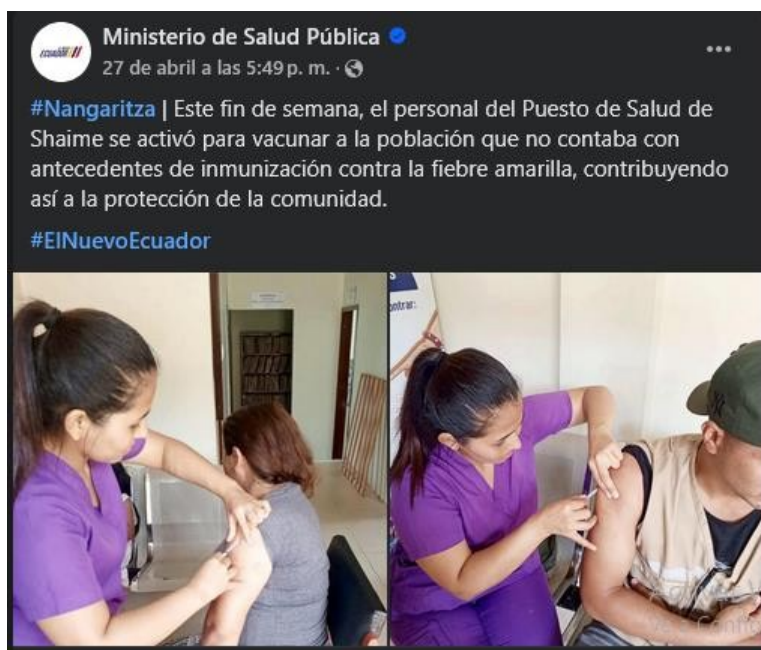 Ministerio de Salud Pública
ECUADOR
27 de abril a las 5:49 p. m. ·
#Nangaritza | Este fin de semana, el personal del Puesto de Salud de
Shaime se activó para vacunar a la población que no contaba con
antecedentes de inmunización contra la fiebre amarilla, contribuyendo
así a la protección de la comunidad.
#ElNuevoEcuador